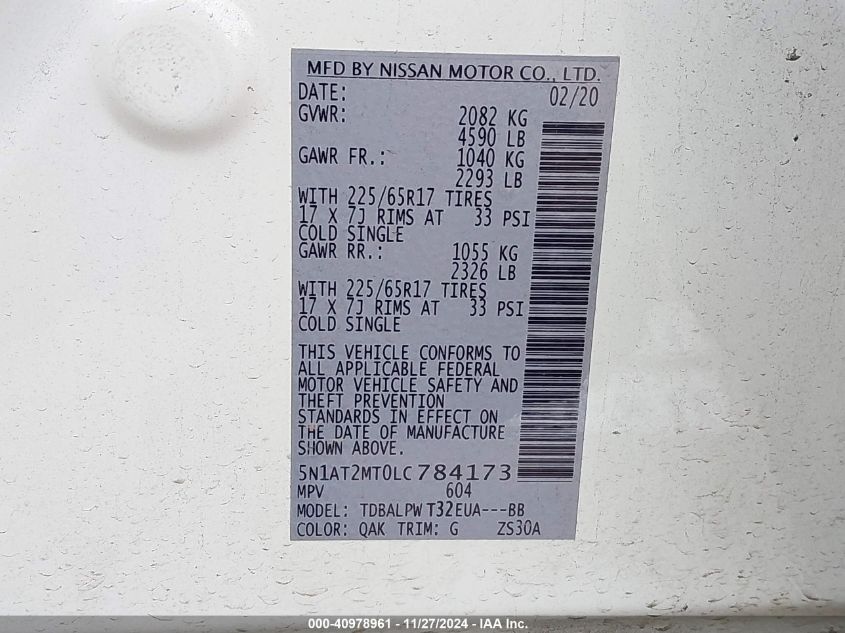 MFD BY NISSAN MOTOR CO., LTD.
DATE: 02/20
GVWR: 2082 KG
4590 LB
GAWR FR.: 1040 KG
2293 LB
WITH 225/65R17 TIRES
17 X 7J RIMS AT 33 PSI
COLD SINGLE
GAWR RR.: 1055 KG
2326 LB
WITH 225/65R17 TIRES
17 X 7J RIMS AT 33 PSI
COLD SINGLE
THIS VEHICLE CONFORMS TO
ALL APPLICABLE FEDERAL
MOTOR VEHICLE SAFETY AND
THEFT PREVENTION
STANDARDS IN EFFECT ON
THE DATE OF MANUFACTURE
SHOWN ABOVE.
5N1AT2MT0LC784173
MPV 604
MODEL: TDBALPW T32EUA---BB
COLOR: QAK TRIM: G ZS30A
000-40978961 - 11/27/2024 - IAA Inc.